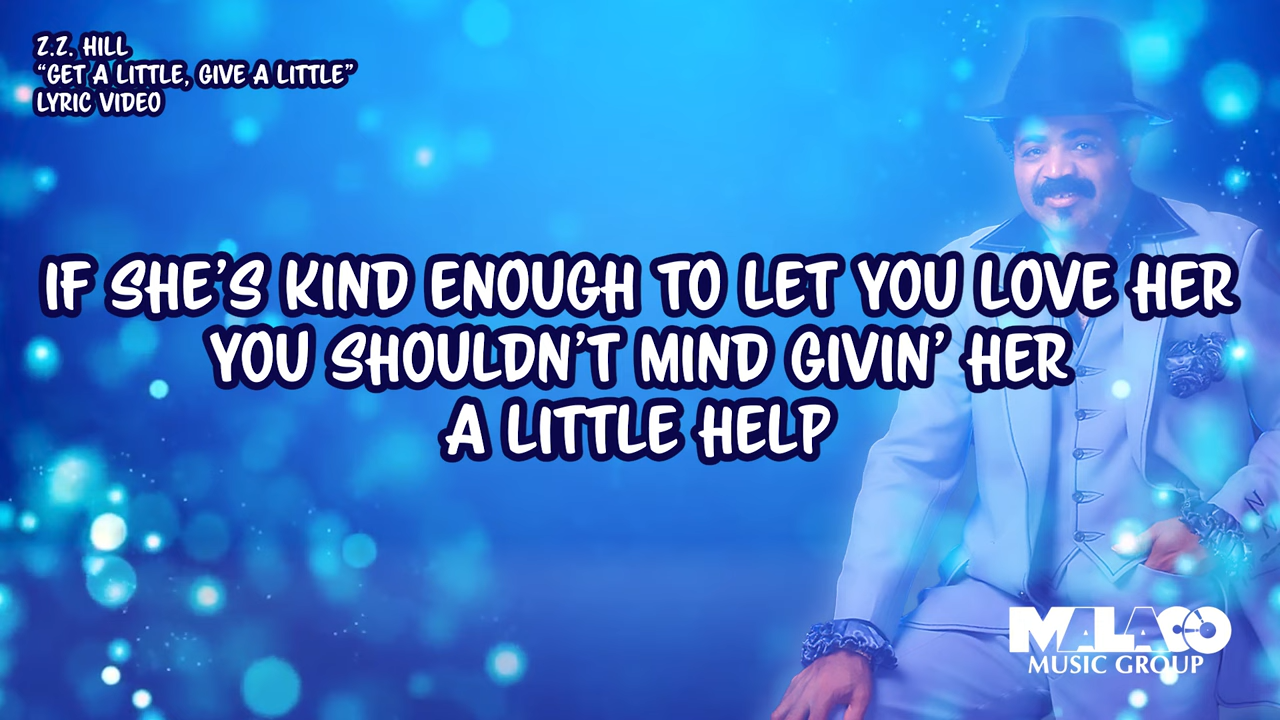 Z.Z. HILL
“GET A LITTLE, GIVE A LITTLE”
LYRIC VIDEO
IF SHE’S KIND ENOUGH TO LET YOU LOVE HER
YOU SHOULDN’T MIND GIVIN’ HER
A LITTLE HELP
MALACO
MUSIC GROUP